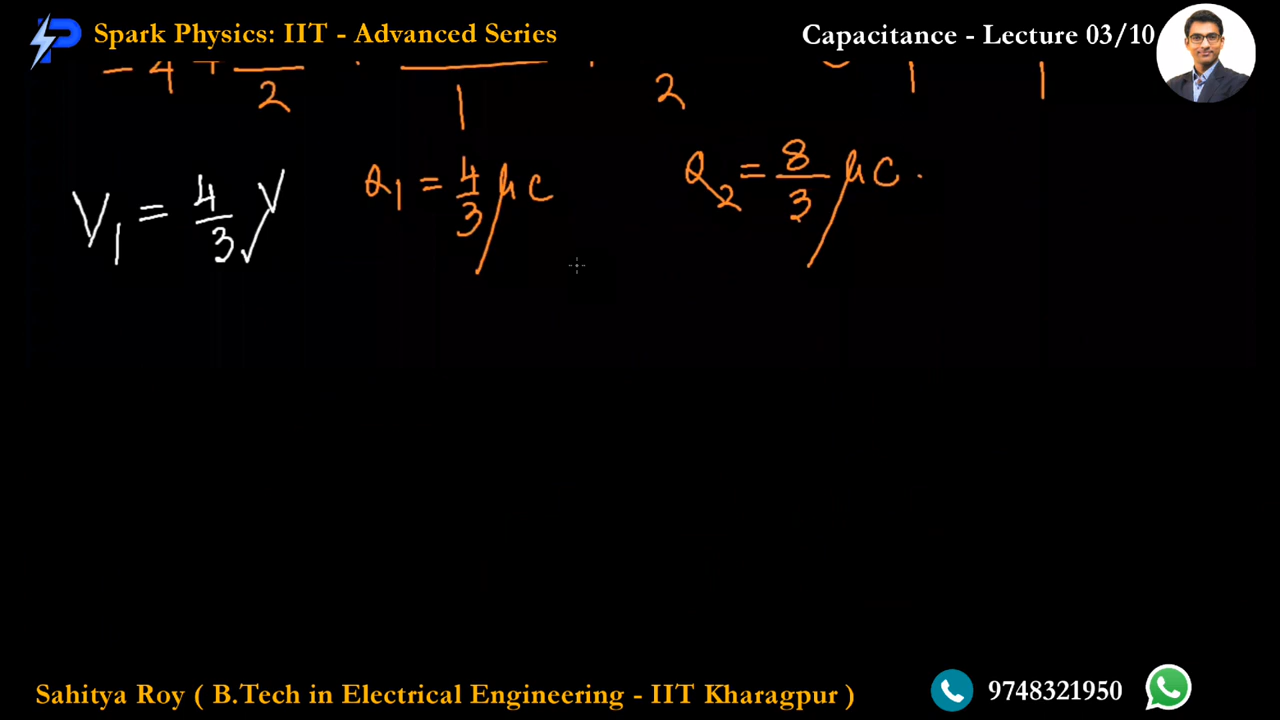 Spark Physics: IIT - Advanced Series
Capacitance - Lecture 03/10
- 4 + 2 1 2 1 1
V₁ = 4/3 V
Q₁ = 4/3 μC
Q₂ = 8/3 μC.
Sahitya Roy ( B.Tech in Electrical Engineering - IIT Kharagpur )
9748321950